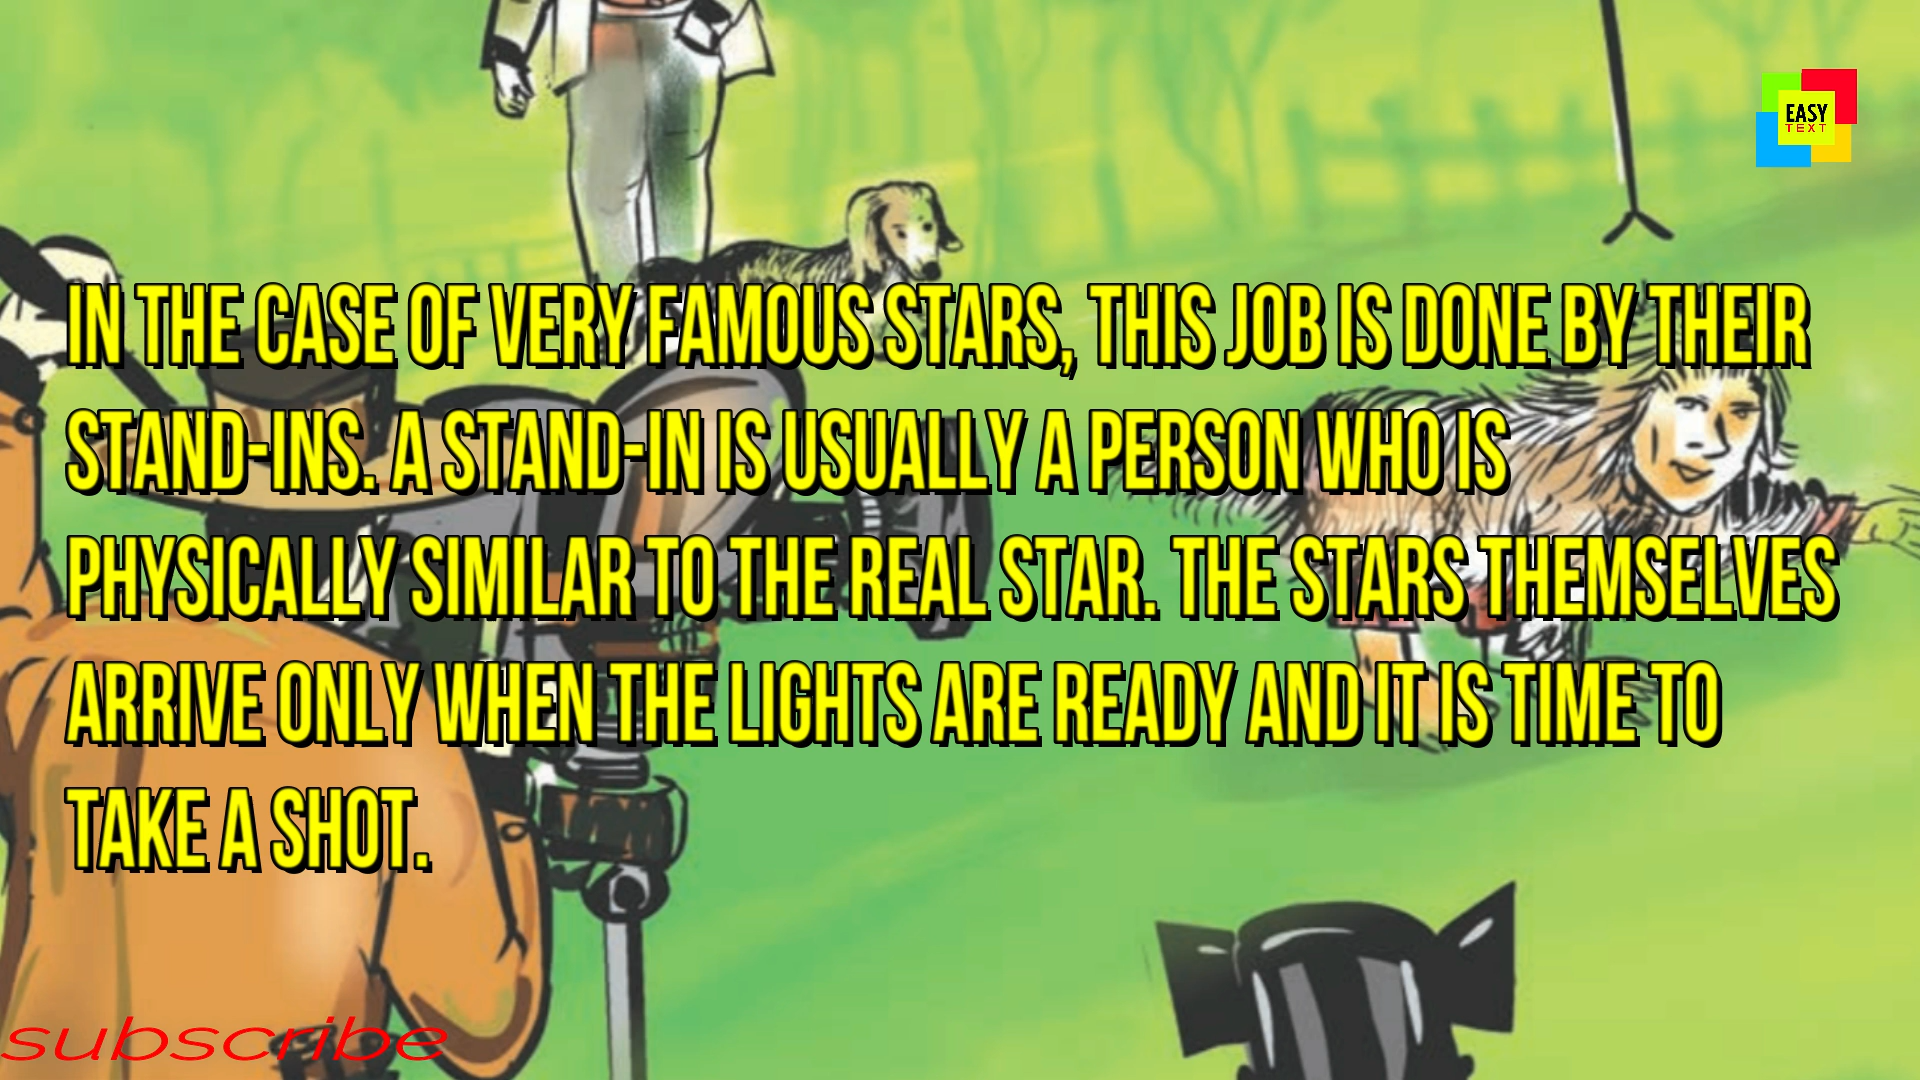 EASY
TEXT
IN THE CASE OF VERY FAMOUS STARS, THIS JOB IS DONE BY THEIR
STAND-INS. A STAND-IN IS USUALLY A PERSON WHO IS
PHYSICALLY SIMILAR TO THE REAL STAR. THE STARS THEMSELVES
ARRIVE ONLY WHEN THE LIGHTS ARE READY AND IT IS TIME TO
TAKE A SHOT.
subscribe